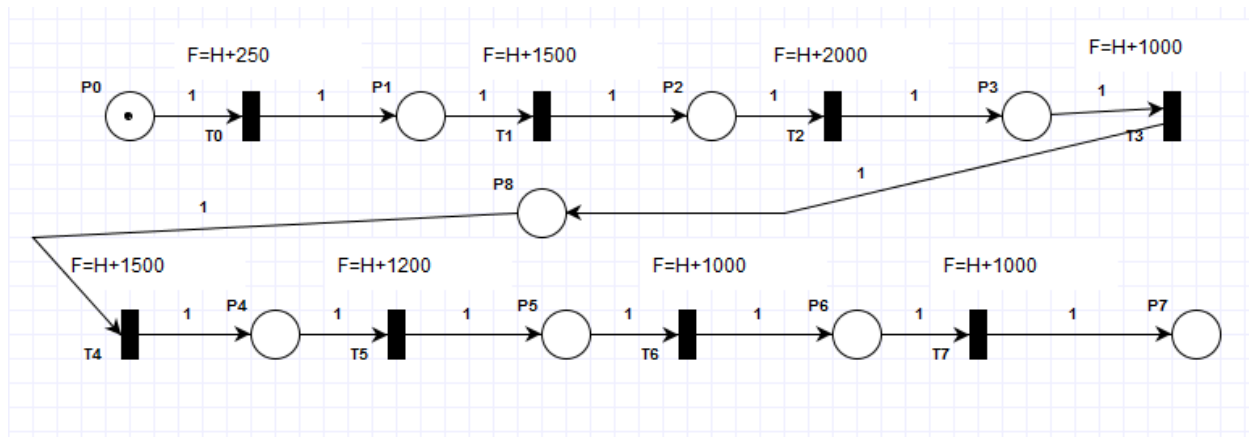 F=H+250 F=H+1500 F=H+2000 F=H+1000
P0 1 1 P1 1 1 P2 1 1 P3 1
T0 T1 T2 T3
P8 1
1
F=H+1500 F=H+1200 F=H+1000 F=H+1000
1 P4 1 1 P5 1 1 P6 1 1 P7
T4 T5 T6 T7